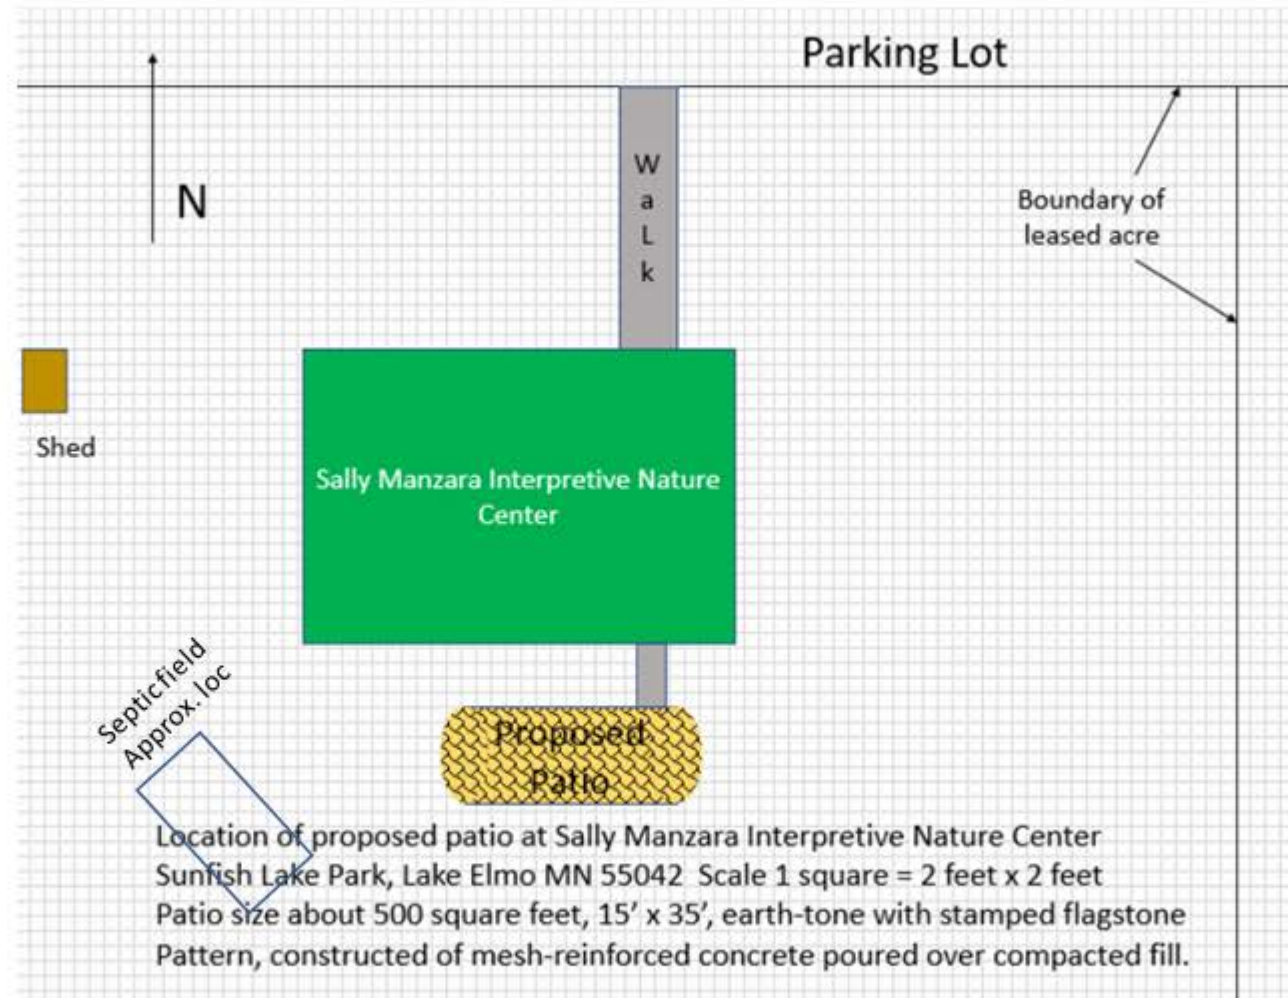 Parking Lot
N
W
a
L
k
Boundary of
leased acre
Shed
Sally Manzara Interpretive Nature
Center
Septicfield
Approx. loc
Proposed
Patio
Location of proposed patio at Sally Manzara Interpretive Nature Center
Sunfish Lake Park, Lake Elmo MN 55042  Scale 1 square = 2 feet x 2 feet
Patio size about 500 square feet, 15’ x 35’, earth-tone with stamped flagstone
Pattern, constructed of mesh-reinforced concrete poured over compacted fill.